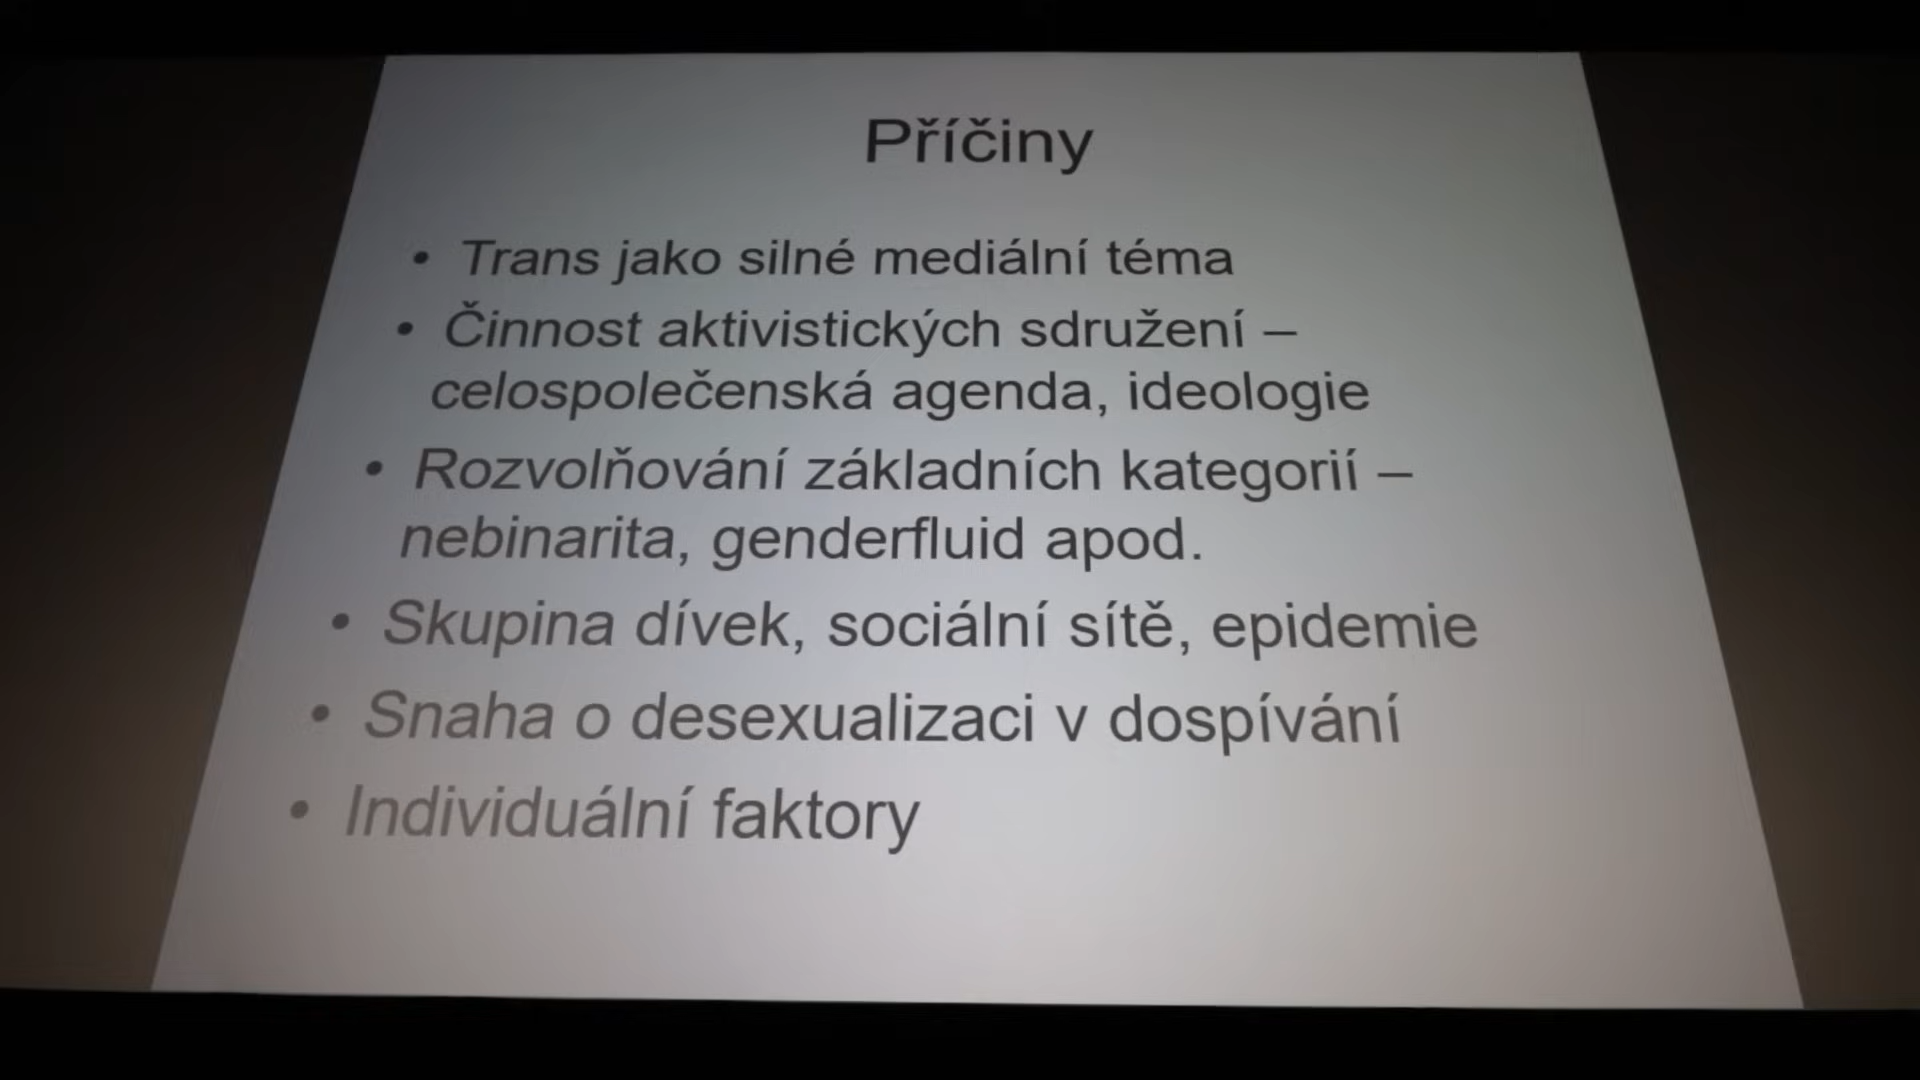 Příčiny
• Trans jako silné mediální téma
• Činnost aktivistických sdružení –
celospolečenská agenda, ideologie
• Rozvolňování základních kategorií –
nebinarita, genderfluid apod.
• Skupina dívek, sociální sítě, epidemie
• Snaha o desexualizaci v dospívání
• Individuální faktory